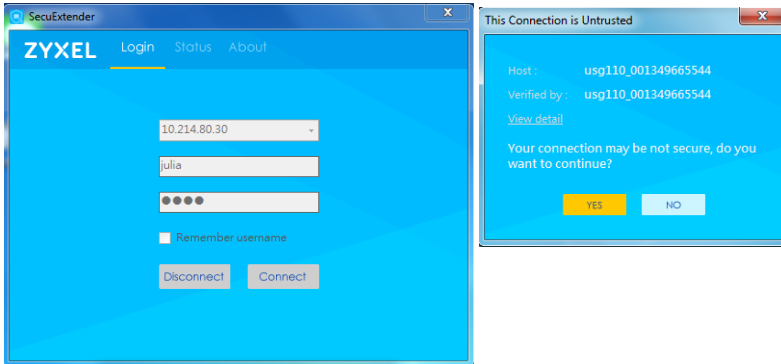 SecuExtender
ZYXEL Login Status About
10.214.80.30
julia
Remember username
Disconnect Connect
This Connection is Untrusted
Host : usg110_001349665544
Verified by : usg110_001349665544
View detail
Your connection may be not secure, do you
want to continue?
YES NO